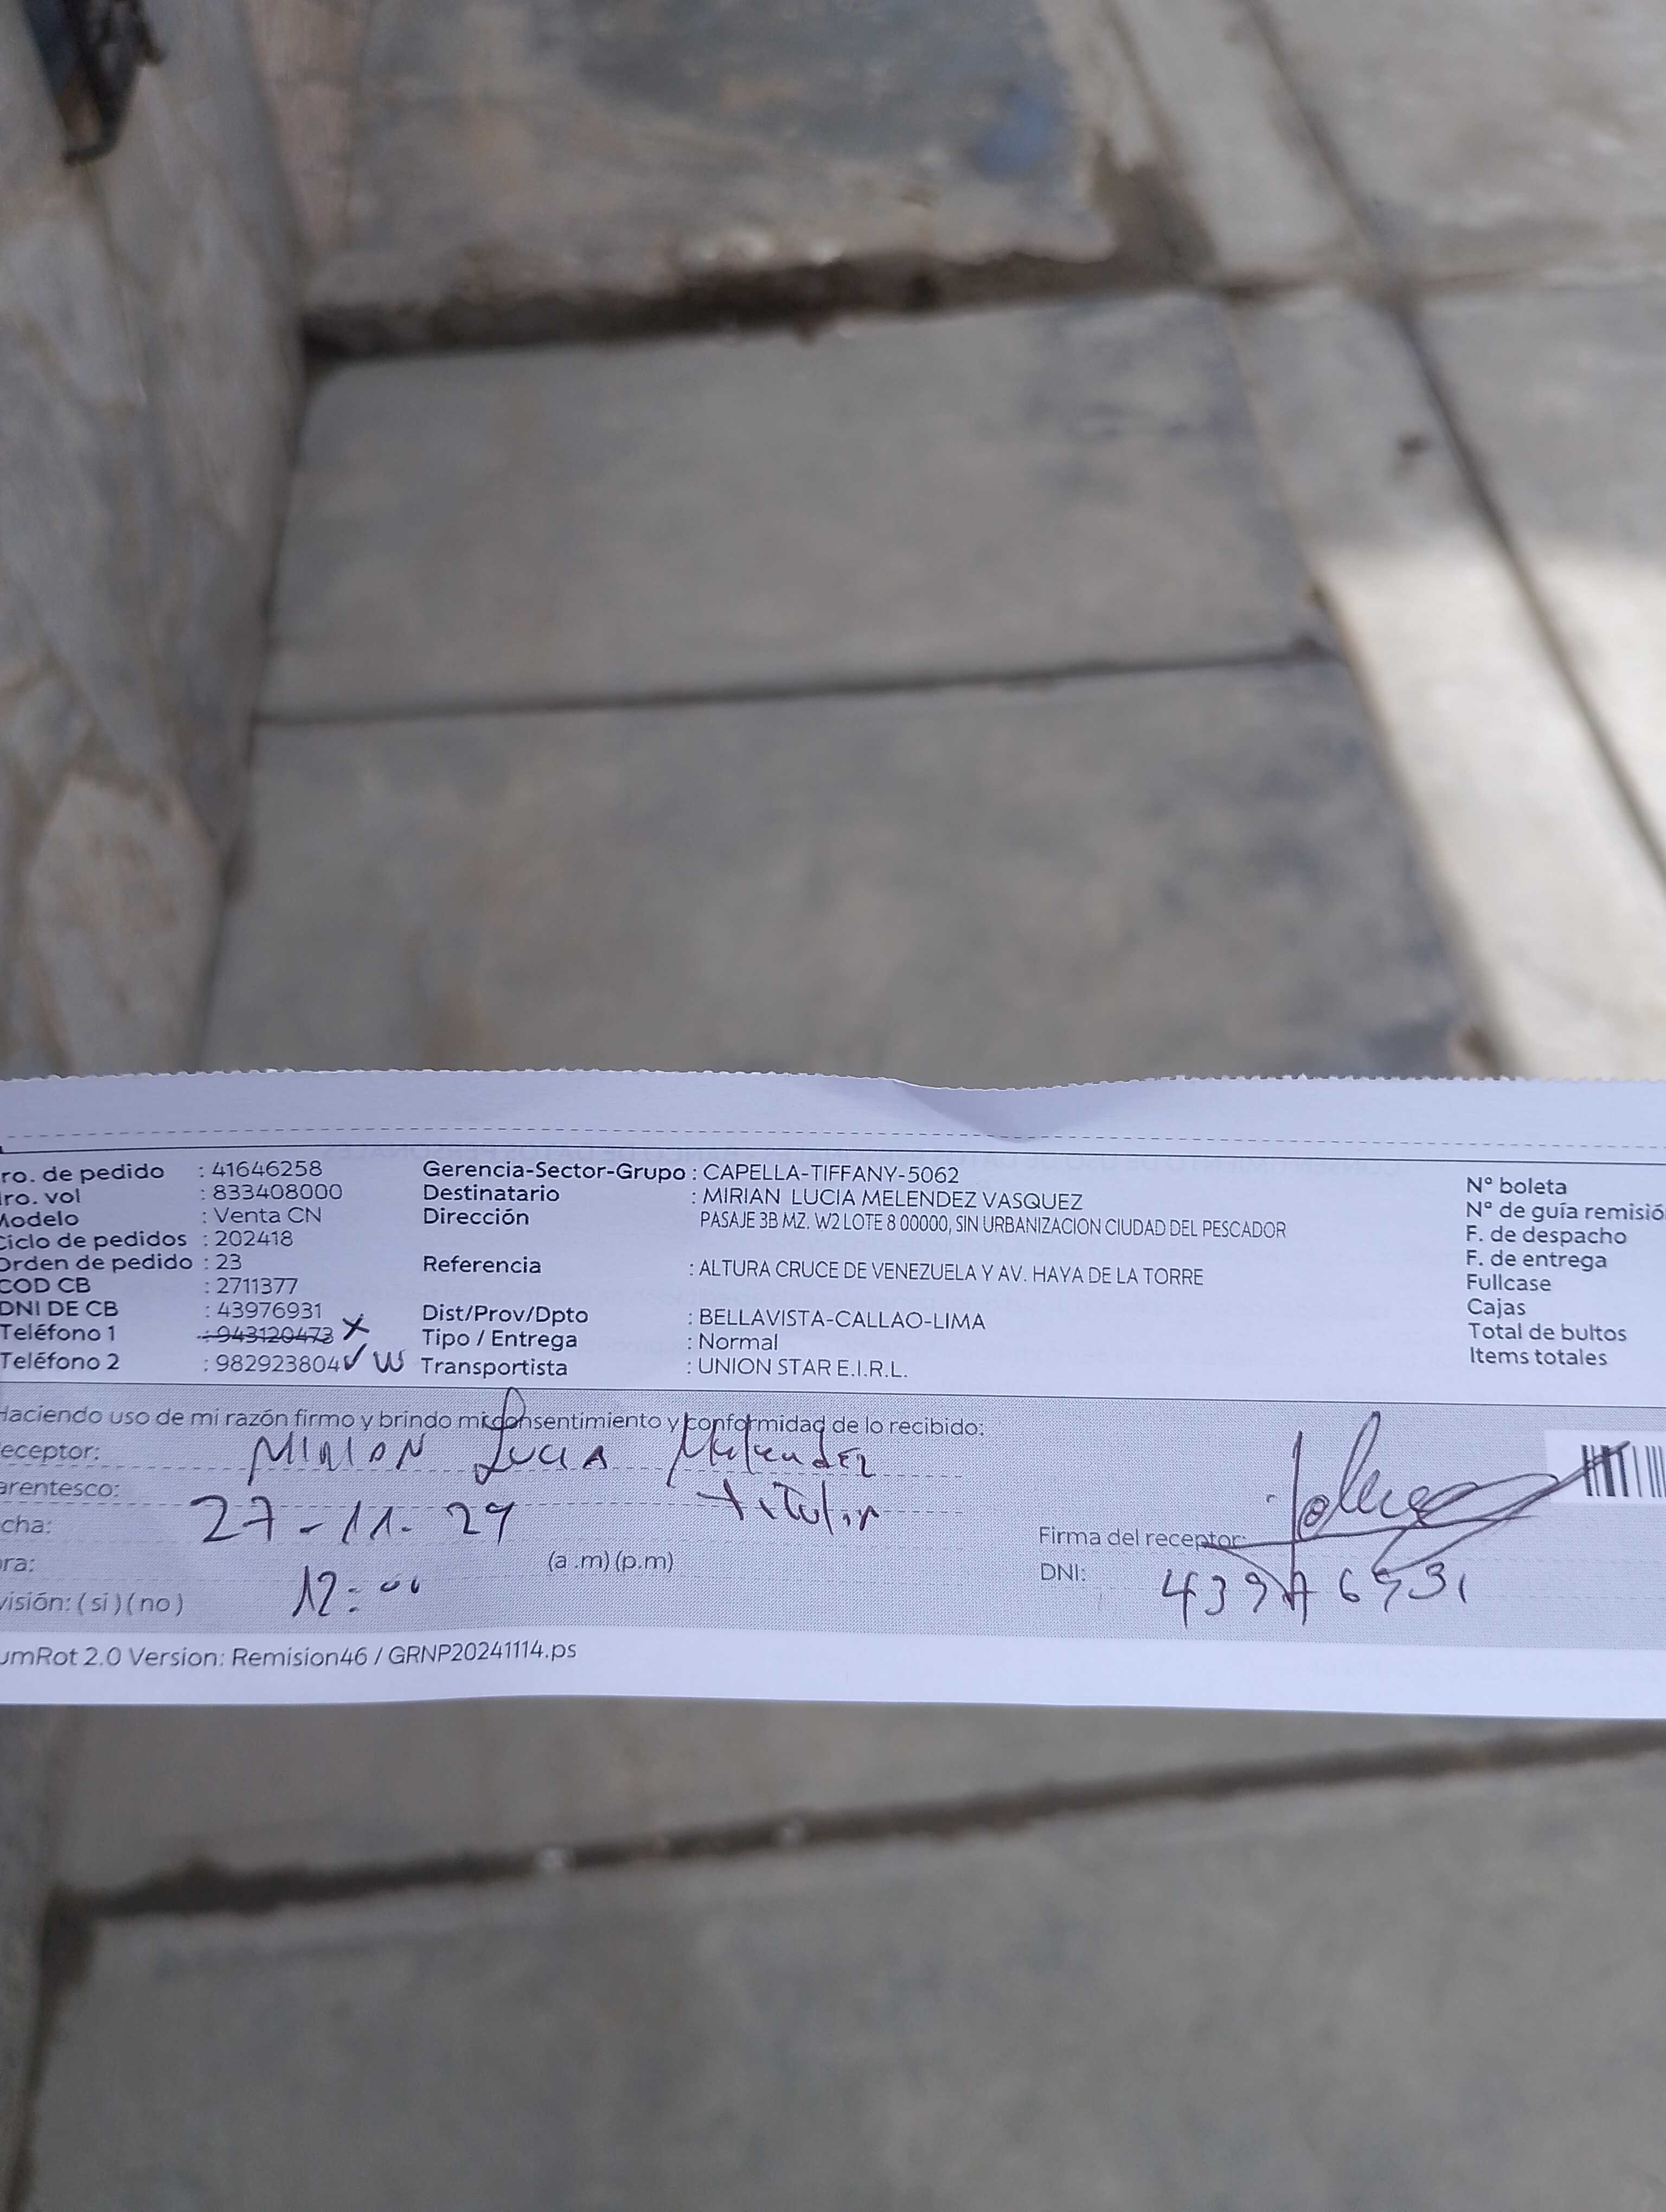 ro. de pedido : 41646258
ro. vol : 833408000
Modelo : Venta CN
Ciclo de pedidos : 202418
Orden de pedido : 23
COD CB : 2711377
DNI DE CB : 43976931
Teléfono 1 : 943120473 X
Teléfono 2 : 982923804 ✓ W
Gerencia-Sector-Grupo : CAPELLA-TIFFANY-5062
Destinatario : MIRIAN LUCIA MELENDEZ VASQUEZ
Dirección PASAJE 3B MZ. W2 LOTE 8 00000, SIN URBANIZACION CIUDAD DEL PESCADOR
Referencia : ALTURA CRUCE DE VENEZUELA Y AV. HAYA DE LA TORRE
Dist/Prov/Dpto : BELLAVISTA-CALLAO-LIMA
Tipo / Entrega : Normal
Transportista : UNION STAR E.I.R.L.
N° boleta
N° de guía remisió
F. de despacho
F. de entrega
Fullcase
Cajas
Total de bultos
Items totales
Haciendo uso de mi razón firmo y brindo mi consentimiento y conformidad de lo recibido:
eceptor: MIRIAN LUCIA Melendez
arentesco: titular
cha: 27-11-24
ora: 12:00 (a .m) (p.m)
visión: ( si ) ( no )
Firma del receptor:
DNI: 43976931
umRot 2.0 Version: Remision46 / GRNP20241114.ps